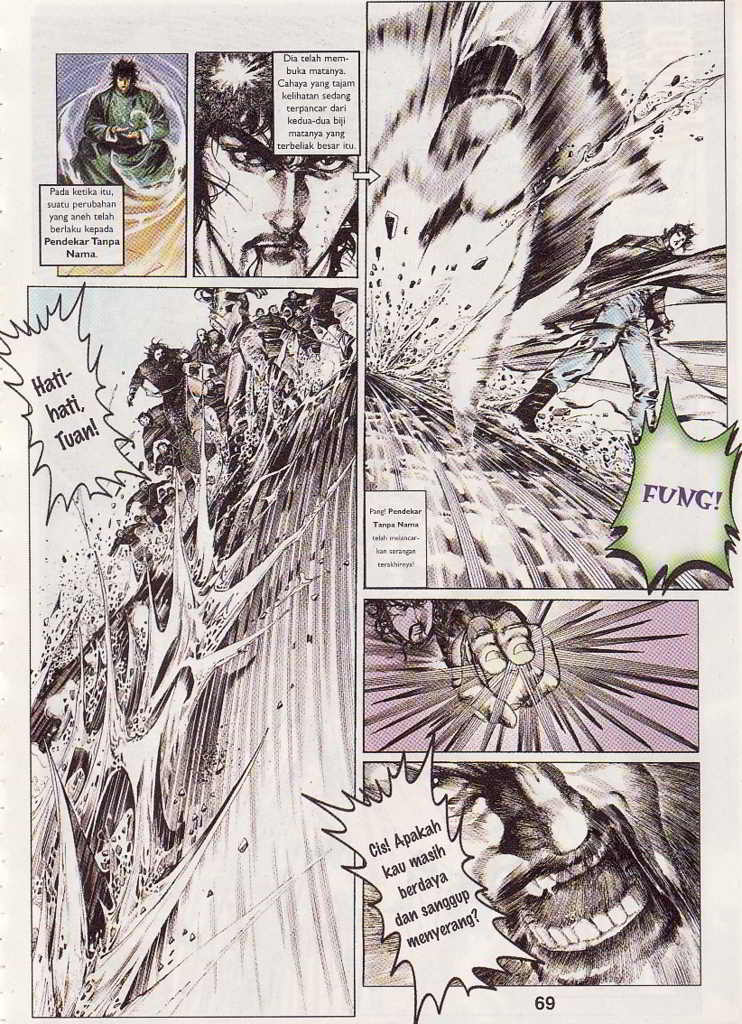 Pada ketika itu,
suatu perubahan
yang aneh telah
berlaku kepada
Pendekar Tanpa
Nama.
Dia telah mem-
buka matanya.
Cahaya yang tajam
kelihatan sedang
terpancar dari
kedua-dua biji
matanya yang
terbeliak besar itu.
FUNG!
Pang! Pendekar
Tanpa Nama
telah melancar-
kan serangan
terakhirnya!
Hati-
hati,
Tuan!
Cis! Apakah
kau masih
berdaya
dan sanggup
menyerang?
69